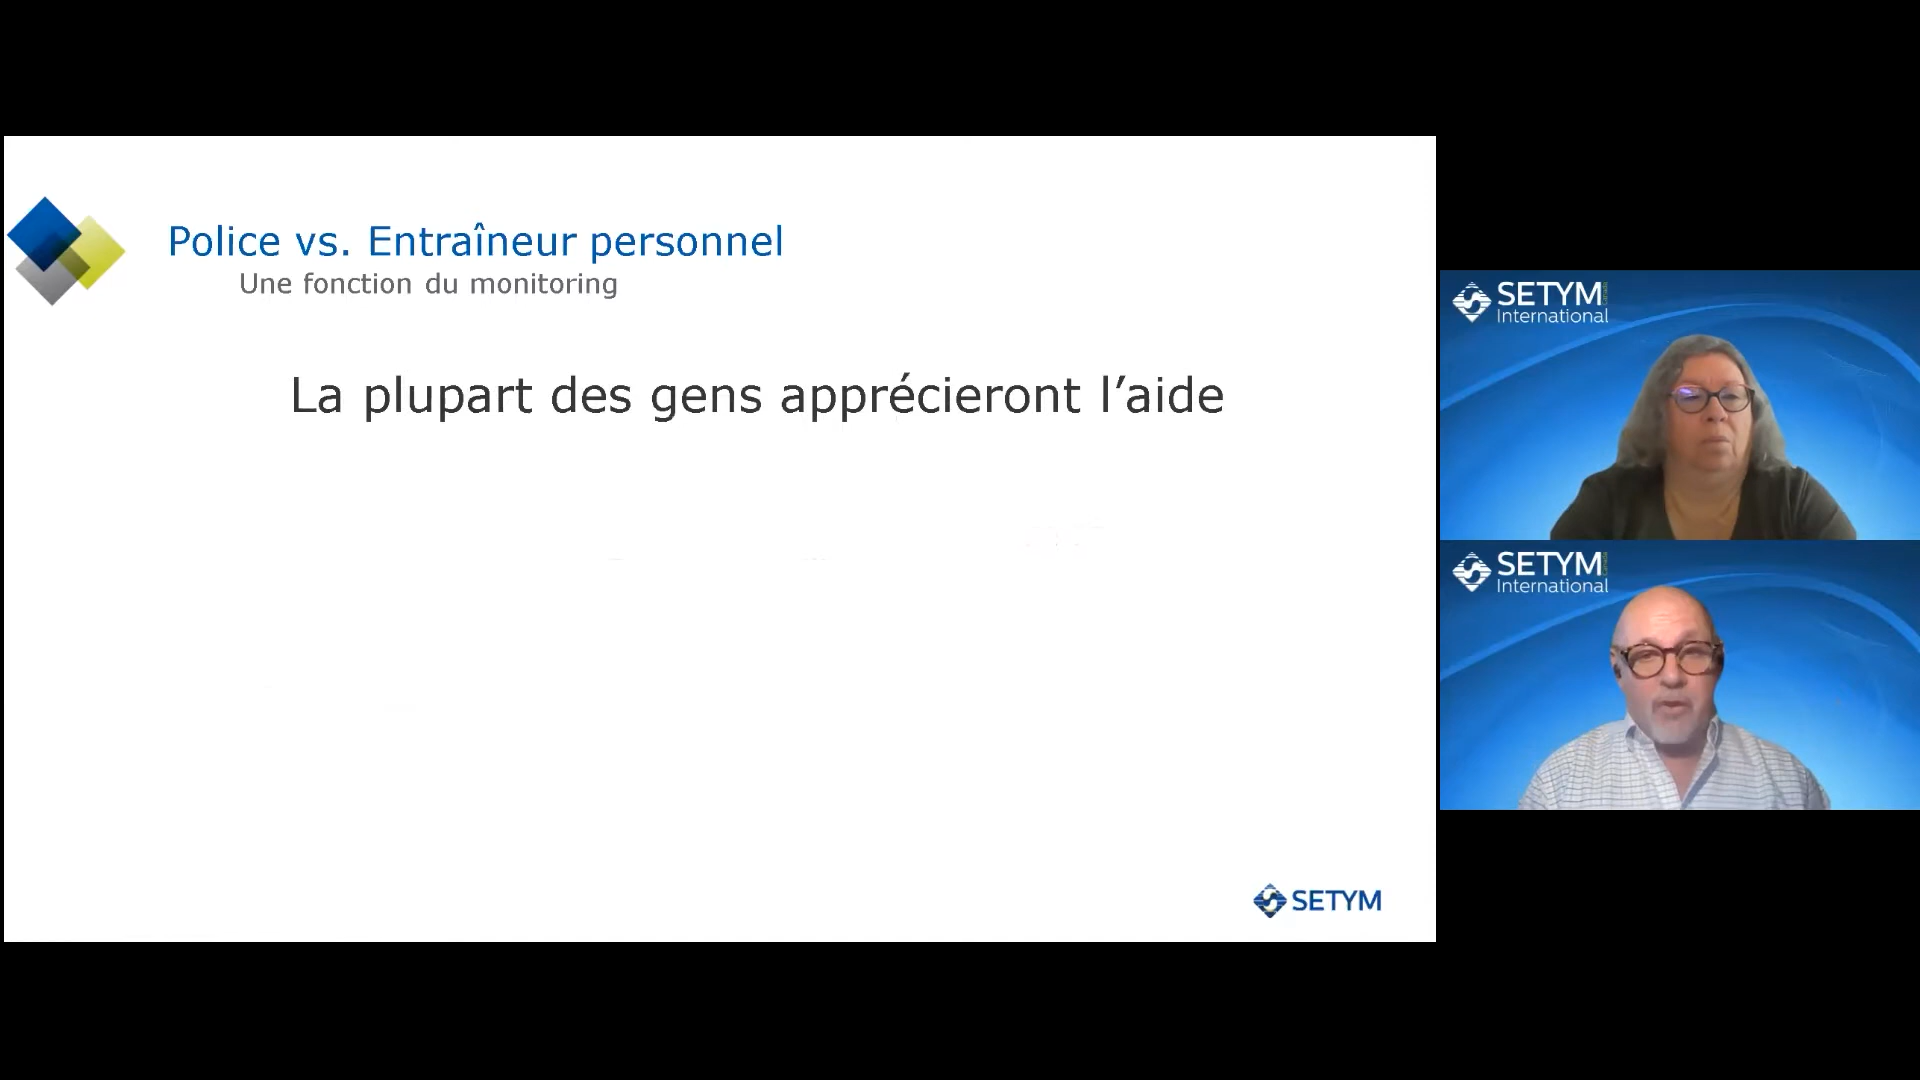 Police vs. Entraîneur personnel
Une fonction du monitoring
La plupart des gens apprécieront l’aide
SETYM
SETYM
International
SETYM
International